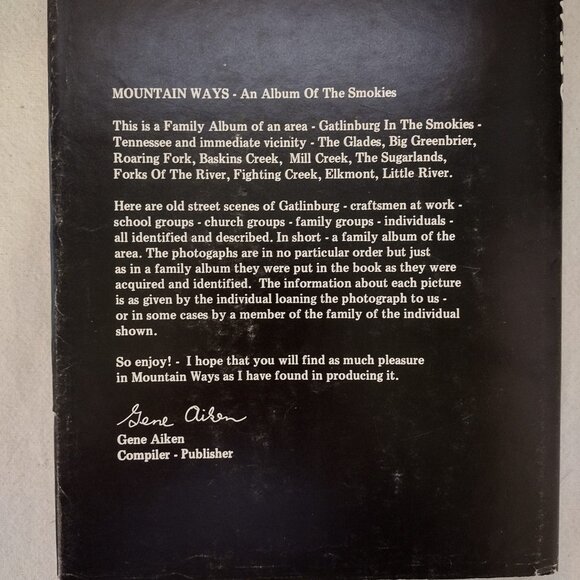 MOUNTAIN WAYS - An Album Of The Smokies
This is a Family Album of an area - Gatlinburg In The Smokies -
Tennessee and immediate vicinity - The Glades, Big Greenbrier,
Roaring Fork, Baskins Creek, Mill Creek, The Sugarlands,
Forks Of The River, Fighting Creek, Elkmont, Little River.
Here are old street scenes of Gatlinburg - craftsmen at work -
school groups - church groups - family groups - individuals -
all identified and described. In short - a family album of the
area. The photogaphs are in no particular order but just
as in a family album they were put in the book as they were
acquired and identified. The information about each picture
is as given by the individual loaning the photograph to us -
or in some cases by a member of the family of the individual
shown.
So enjoy! - I hope that you will find as much pleasure
in Mountain Ways as I have found in producing it.
Gene Aiken
Gene Aiken
Compiler - Publisher